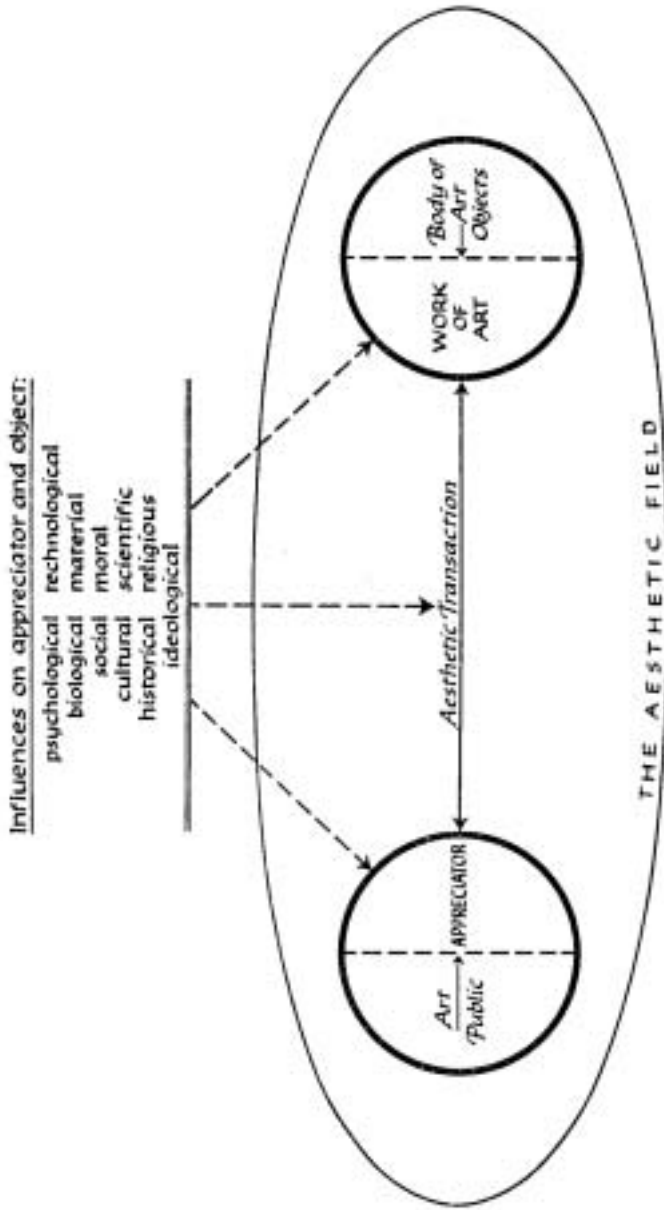 Influences on appreciator and object:
psychological technological
biological material
social moral
cultural scientific
historical religious
ideological
Art
Public
APPRECIATOR
Aesthetic Transaction
WORK
OF
ART
Body of
Art
Objects
THE AESTHETIC FIELD